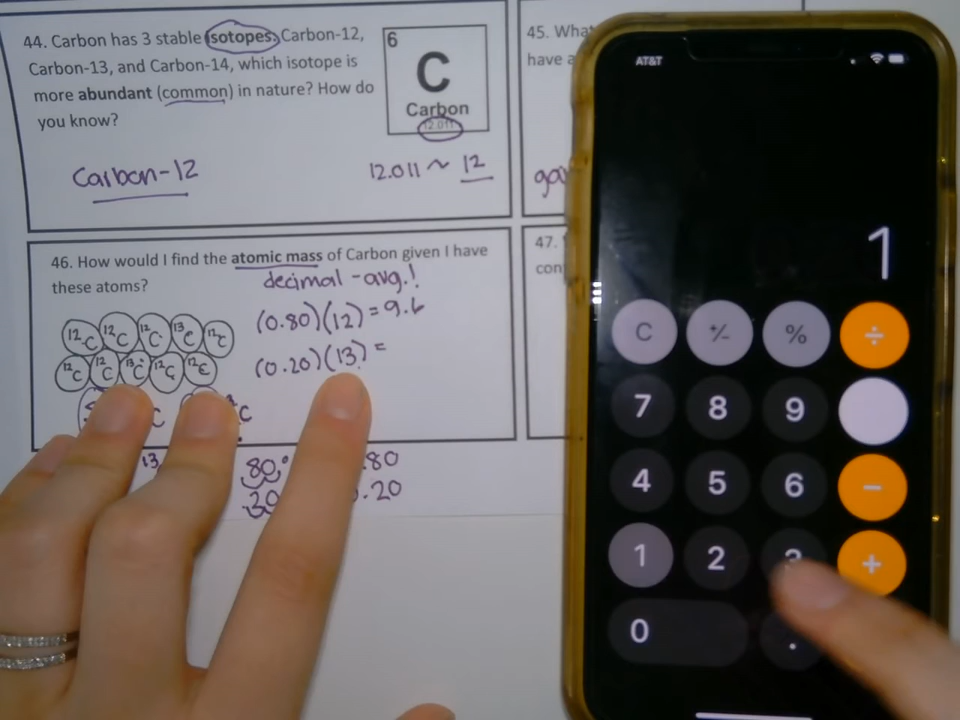 44. Carbon has 3 stable isotopes: Carbon-12,
Carbon-13, and Carbon-14, which isotope is
more abundant (common) in nature? How do
you know?
6
C
Carbon
12.011
Carbon-12
12.011 ~ 12
45. What
have a
46. How would I find the atomic mass of Carbon given I have
these atoms?
decimal - avg.!
(0.80)(12) = 9.6
(0.20)(13) =
12C 12C 12C 13C 12C
12C 12C 13C 12C 12C
C
C
13
80.
.80
20
.20
47.
con
AT&T
1
C +/- % ÷
7 8 9
4 5 6 −
1 2 3 +
0 .